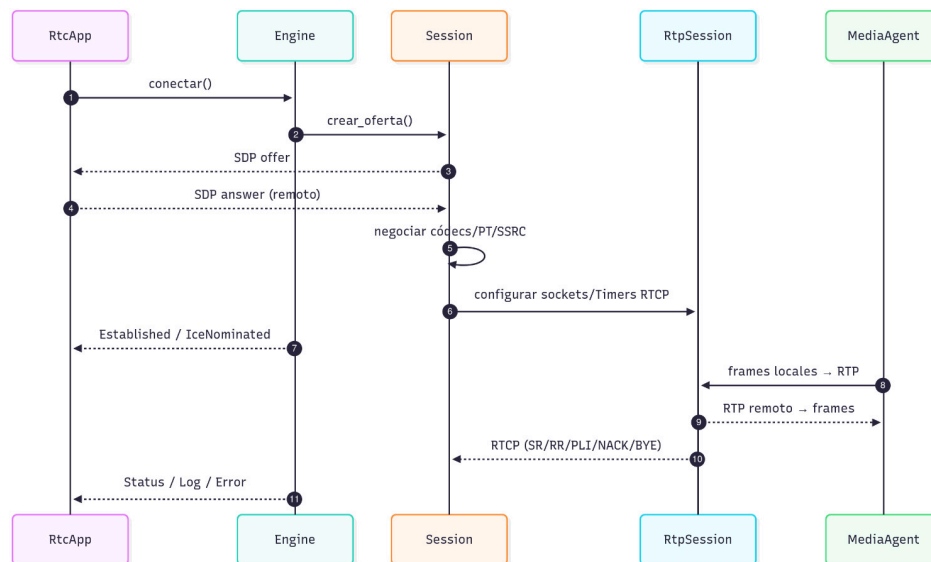 RtcApp
Engine
Session
RtpSession
MediaAgent
1
conectar()
2
crear_oferta()
SDP offer
3
4
SDP answer (remoto)
negociar códecs/PT/SSRC
5
6
configurar sockets/Timers RTCP
Established / IceNominated
7
frames locales → RTP
8
9
RTP remoto → frames
RTCP (SR/RR/PLI/NACK/BYE)
10
Status / Log / Error
11
RtcApp
Engine
Session
RtpSession
MediaAgent